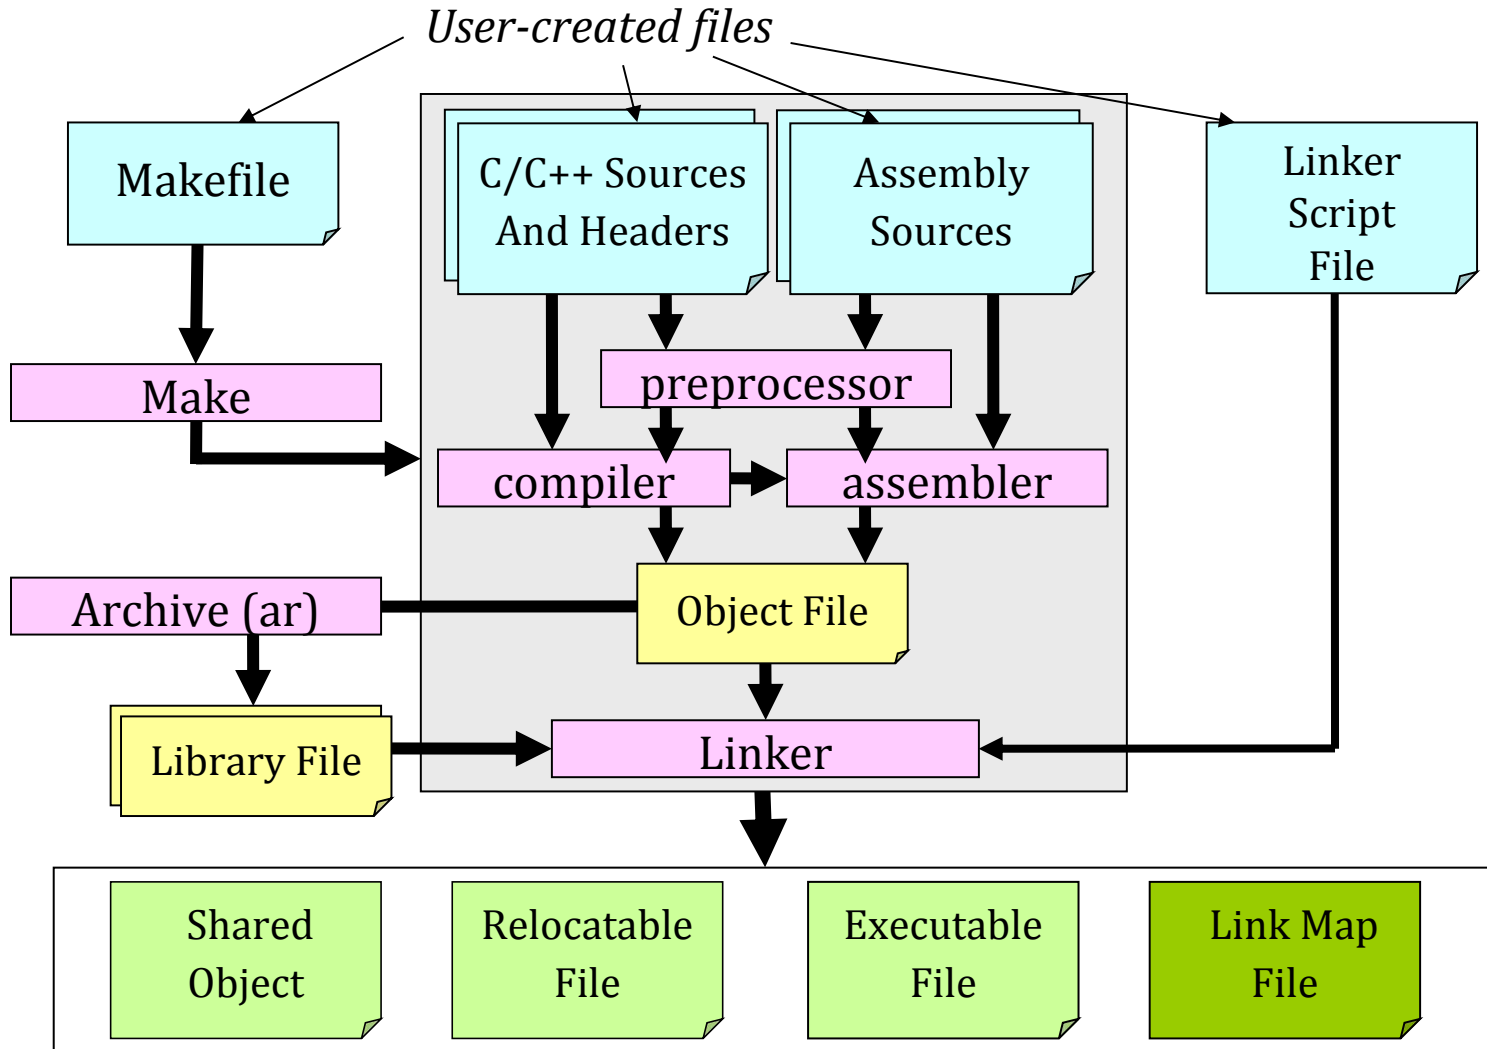 User-created files
Makefile
C/C++ Sources
And Headers
Assembly
Sources
Linker
Script
File
Make
preprocessor
compiler
assembler
Archive (ar)
Object File
Library File
Linker
Shared
Object
Relocatable
File
Executable
File
Link Map
File